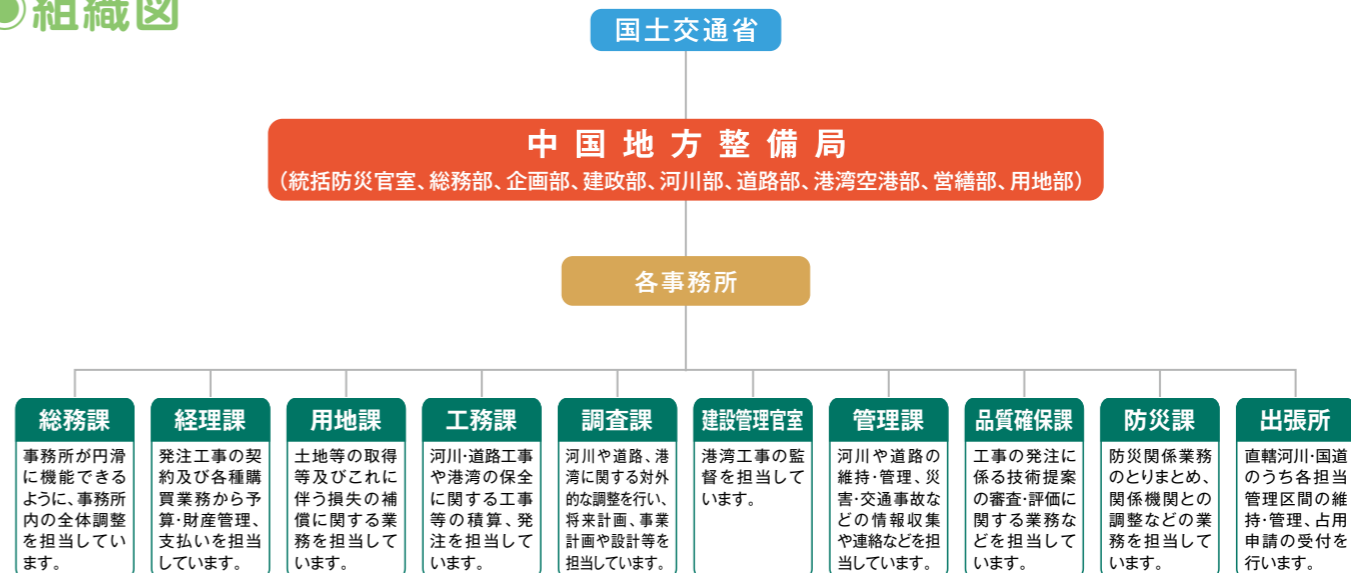 ●組織図
国土交通省
中国地方整備局
(統括防災官室、総務部、企画部、建政部、河川部、道路部、港湾空港部、営繕部、用地部)
各事務所
総務課
事務所が円滑
に機能できる
ように、事務所
内の全体調整
を担当してい
ます。
経理課
発注工事の契
約及び各種購
買業務から予
算・財産管理、
支払いを担当
しています。
用地課
土地等の取得
等及びこれに
伴う損失の補
償に関する業
務を担当して
います。
工務課
河川・道路工事
や港湾の保全
に関する工事
等の積算、発
注を担当して
います。
調査課
河川や道路、港
湾に関する対外
的な調整を行い、
将来計画、事業
計画や設計等を
担当しています。
建設管理官室
港湾工事の監
督を担当して
います。
管理課
河川や道路の
維持・管理、災
害・交通事故な
どの情報収集
や連絡などを担
当しています。
品質確保課
工事の発注に
係る技術提案
の審査・評価に
関する業務な
どを担当して
います。
防災課
防災関係業務
のとりまとめ、
関係機関との
調整などの業
務を担当して
います。
出張所
直轄河川・国道
のうち各担当
管理区間の維
持・管理、占用
申請の受付を
行います。